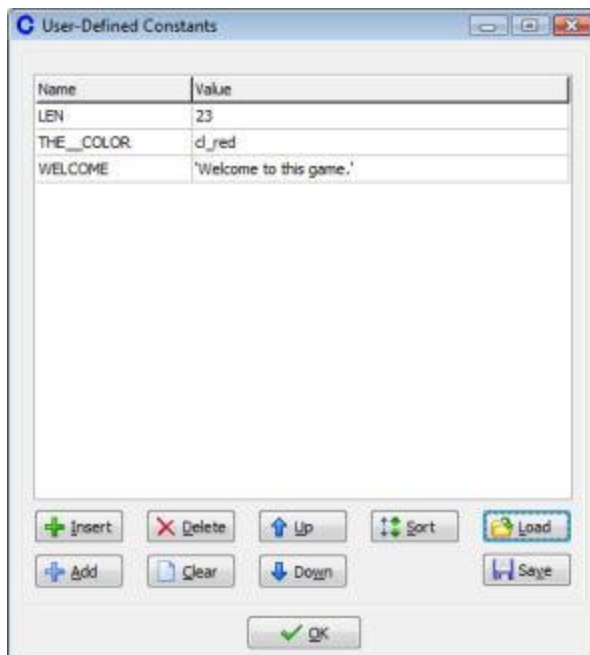 User-Defined Constants
Name Value
LEN 23
THE__COLOR cl_red
WELCOME 'Welcome to this game.'
Insert Delete Up Sort Load
Add Clear Down Save
OK